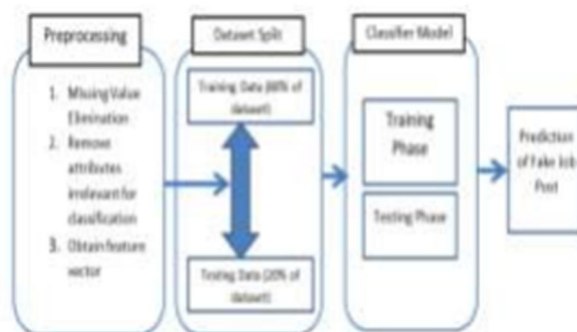 Preprocessing
1. Missing Value
Elimination
2. Remove
attributes
irrelevant for
classification
3. Obtain feature
vector
Dataset Split
Training Data (80% of
dataset)
Testing Data (20% of
dataset)
Classifier Model
Training
Phase
Testing Phase
Prediction
of Fake Job
Post